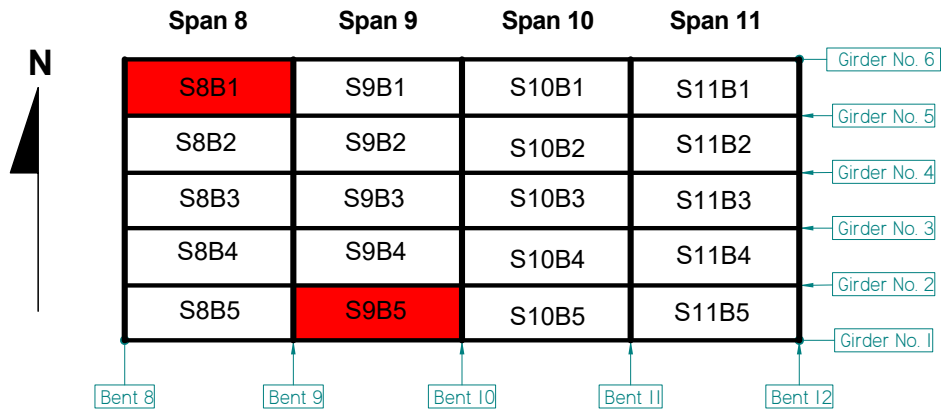 Span 8 Span 9 Span 10 Span 11
N
Girder No. 6
S8B1 S9B1 S10B1 S11B1
Girder No. 5
S8B2 S9B2 S10B2 S11B2
Girder No. 4
S8B3 S9B3 S10B3 S11B3
Girder No. 3
S8B4 S9B4 S10B4 S11B4
Girder No. 2
S8B5 S9B5 S10B5 S11B5
Girder No. 1
Bent 8 Bent 9 Bent 10 Bent 11 Bent 12